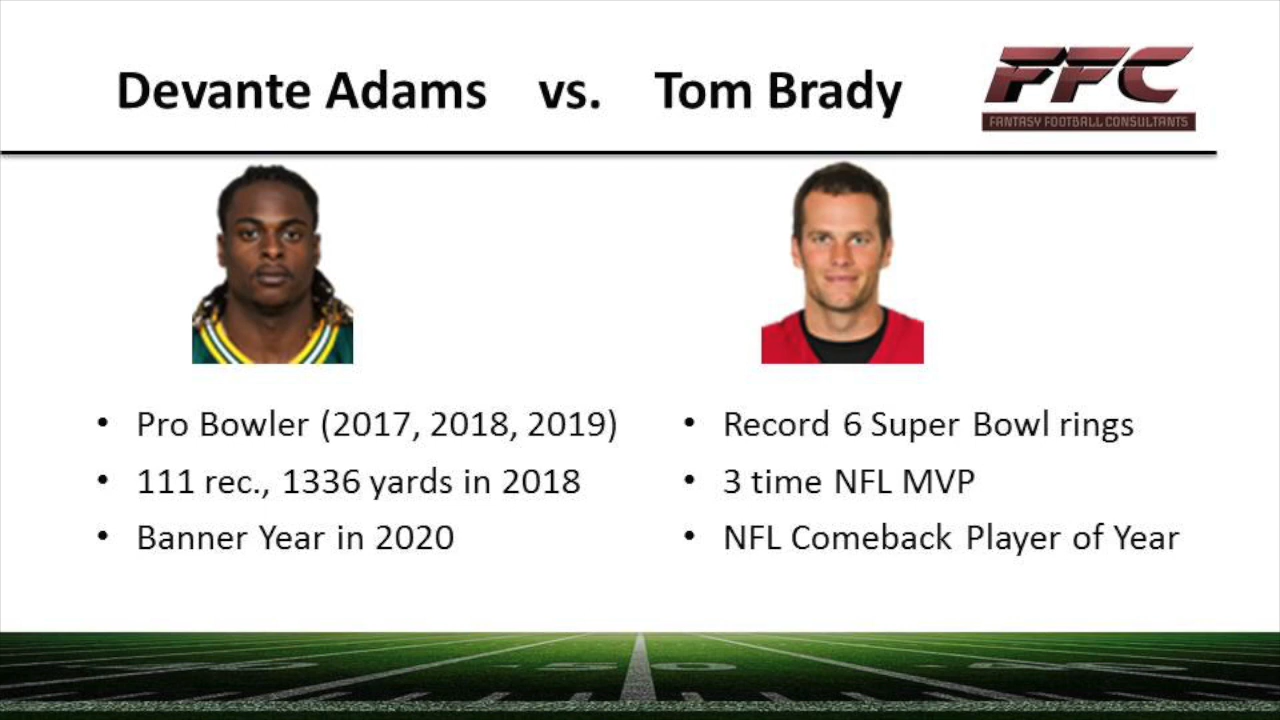 Devante Adams vs. Tom Brady
FFC
FANTASY FOOTBALL CONSULTANTS
• Pro Bowler (2017, 2018, 2019)
• 111 rec., 1336 yards in 2018
• Banner Year in 2020
• Record 6 Super Bowl rings
• 3 time NFL MVP
• NFL Comeback Player of Year
50